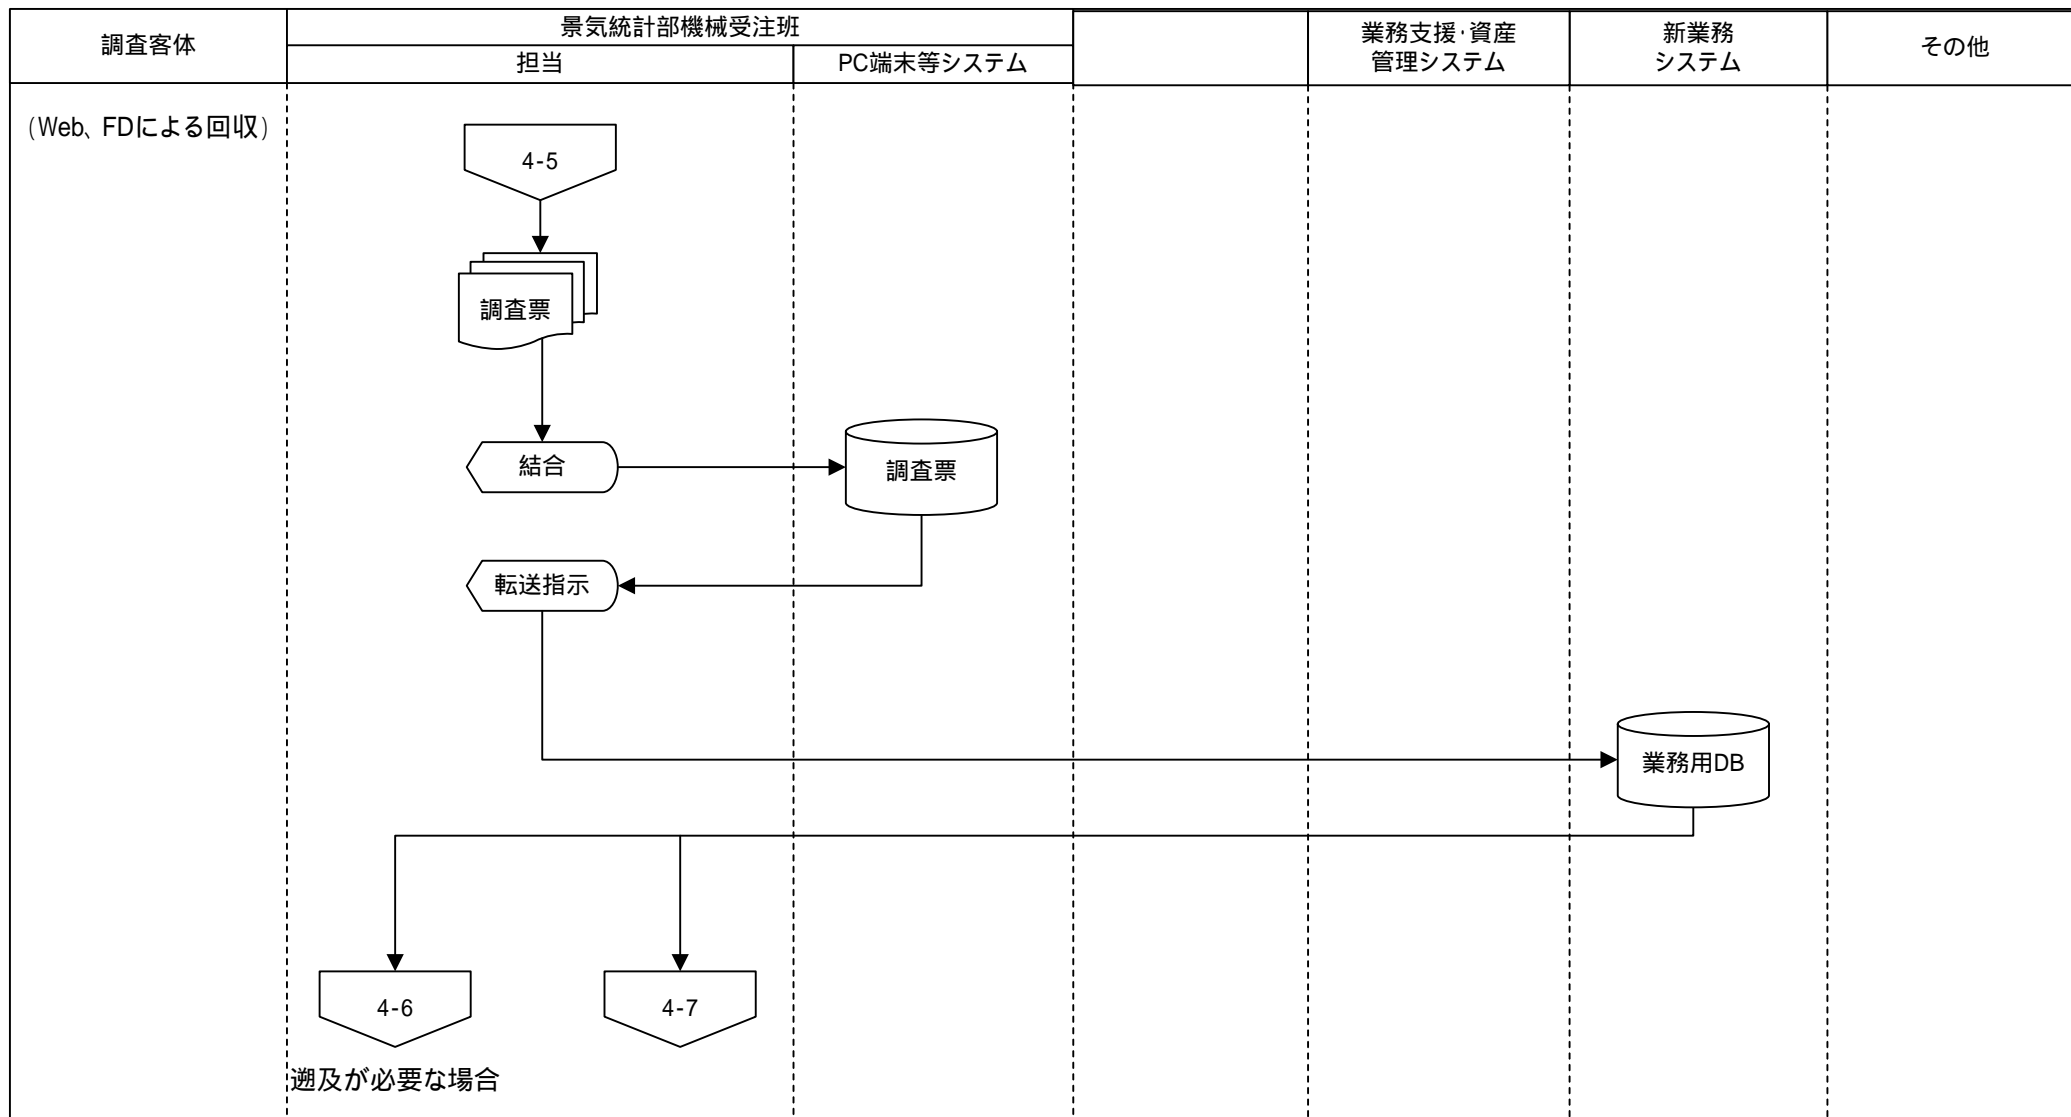 調査客体
景気統計部機械受注班
担当
PC端末等システム
業務支援・資産
管理システム
新業務
システム
その他
(Web、FDによる回収)
4-5
調査票
結合
調査票
転送指示
業務用DB
4-6
4-7
遡及が必要な場合